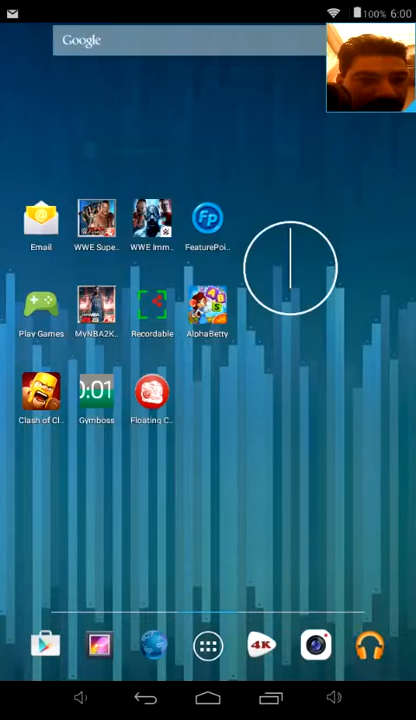 100% 6:00
Google
Email
WWE Supe..
WWE Imm..
FeaturePoi..
Play Games
MyNBA2K..
Recordable
AlphaBetty
Clash of Cl..
Gymboss
Floating C..
Fp
0:01
4K